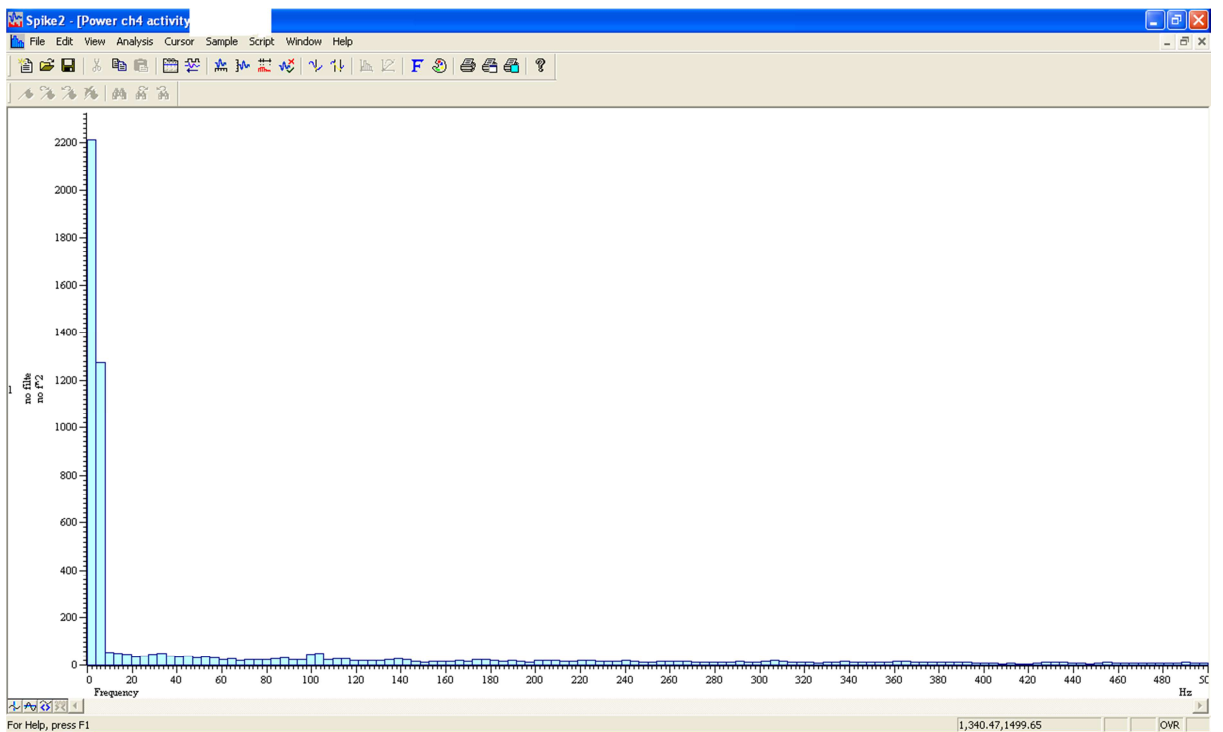 Spike2 - [Power ch4 activity
File Edit View Analysis Cursor Sample Script Window Help
F
?
2200
2000
1800
1600
1400
1200
1000
800
600
400
200
0
1
no filte
no f^2
0 20 40 60 80 100 120 140 160 180 200 220 240 260 280 300 320 340 360 380 400 420 440 460 480 50
Frequency
Hz
For Help, press F1
1,340.47,1499.65
OVR